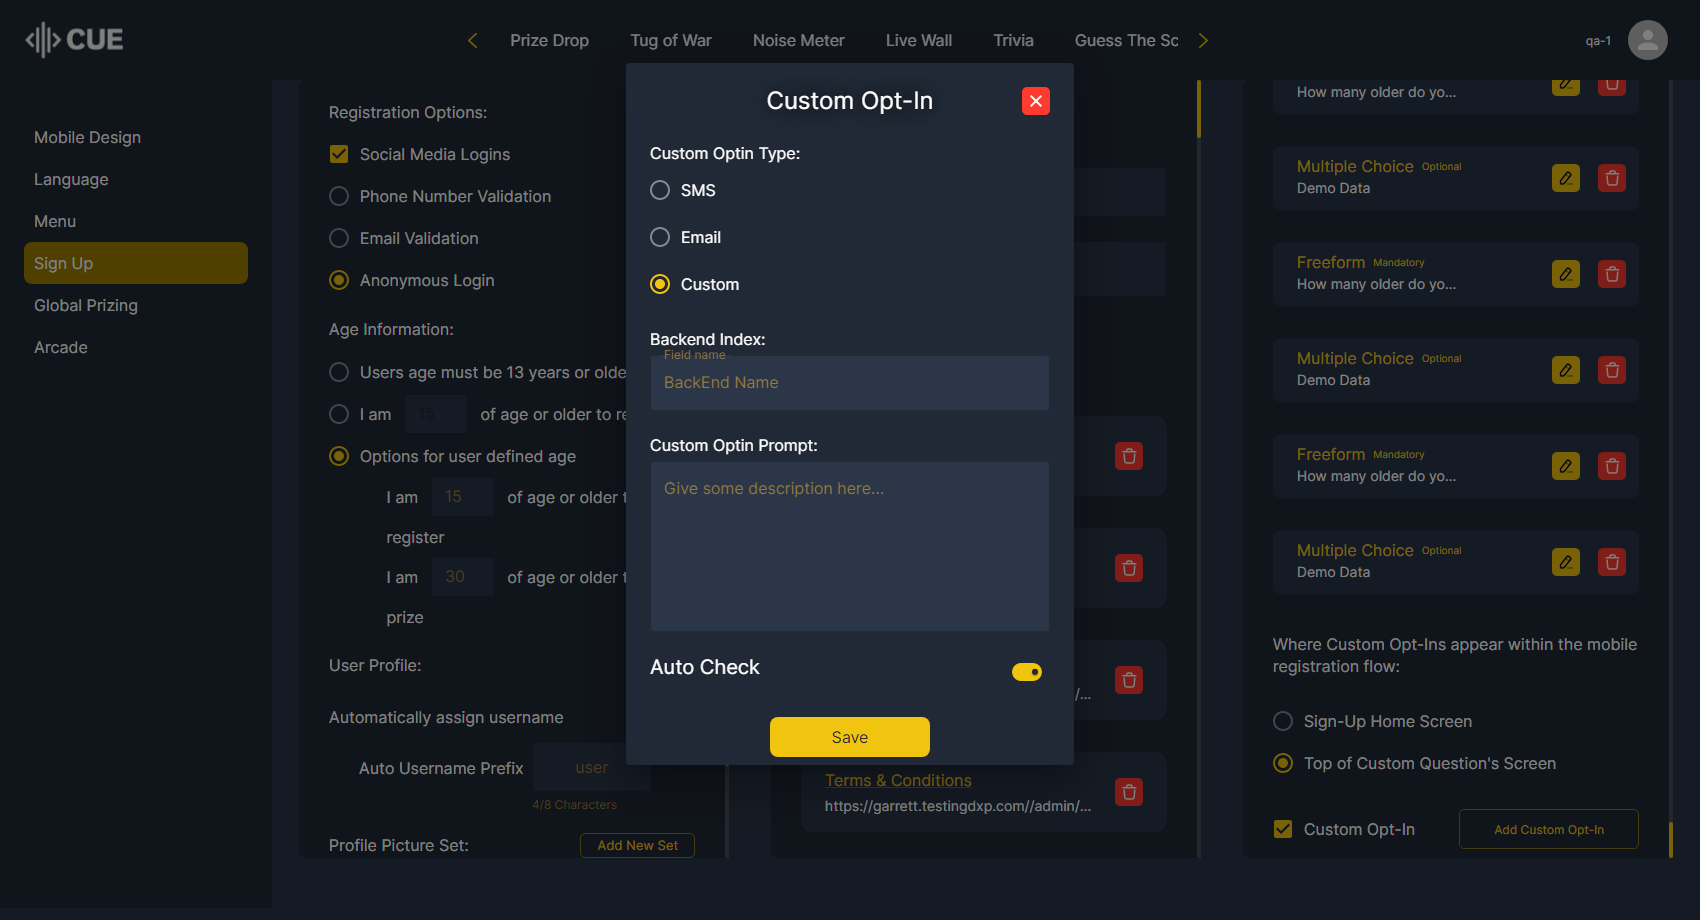 CUE
Prize Drop
Tug of War
Noise Meter
Live Wall
Trivia
Guess The Sc
qa-1
Mobile Design
Language
Menu
Sign Up
Global Prizing
Arcade
Registration Options:
Social Media Logins
Phone Number Validation
Email Validation
Anonymous Login
Age Information:
Users age must be 13 years or olde
I am 15 of age or older to re
Options for user defined age
I am 15 of age or older t
register
I am 30 of age or older t
prize
User Profile:
Automatically assign username
Auto Username Prefix user
4/8 Characters
Profile Picture Set:
Add New Set
Custom Opt-In
Custom Optin Type:
SMS
Email
Custom
Backend Index:
Field name
BackEnd Name
Custom Optin Prompt:
Give some description here...
Auto Check
Save
/...
Terms & Conditions
https://garrett.testingdxp.com//admin/...
How many older do yo...
Multiple Choice Optional
Demo Data
Freeform Mandatory
How many older do yo...
Multiple Choice Optional
Demo Data
Freeform Mandatory
How many older do yo...
Multiple Choice Optional
Demo Data
Where Custom Opt-Ins appear within the mobile
registration flow:
Sign-Up Home Screen
Top of Custom Question's Screen
Custom Opt-In
Add Custom Opt-In